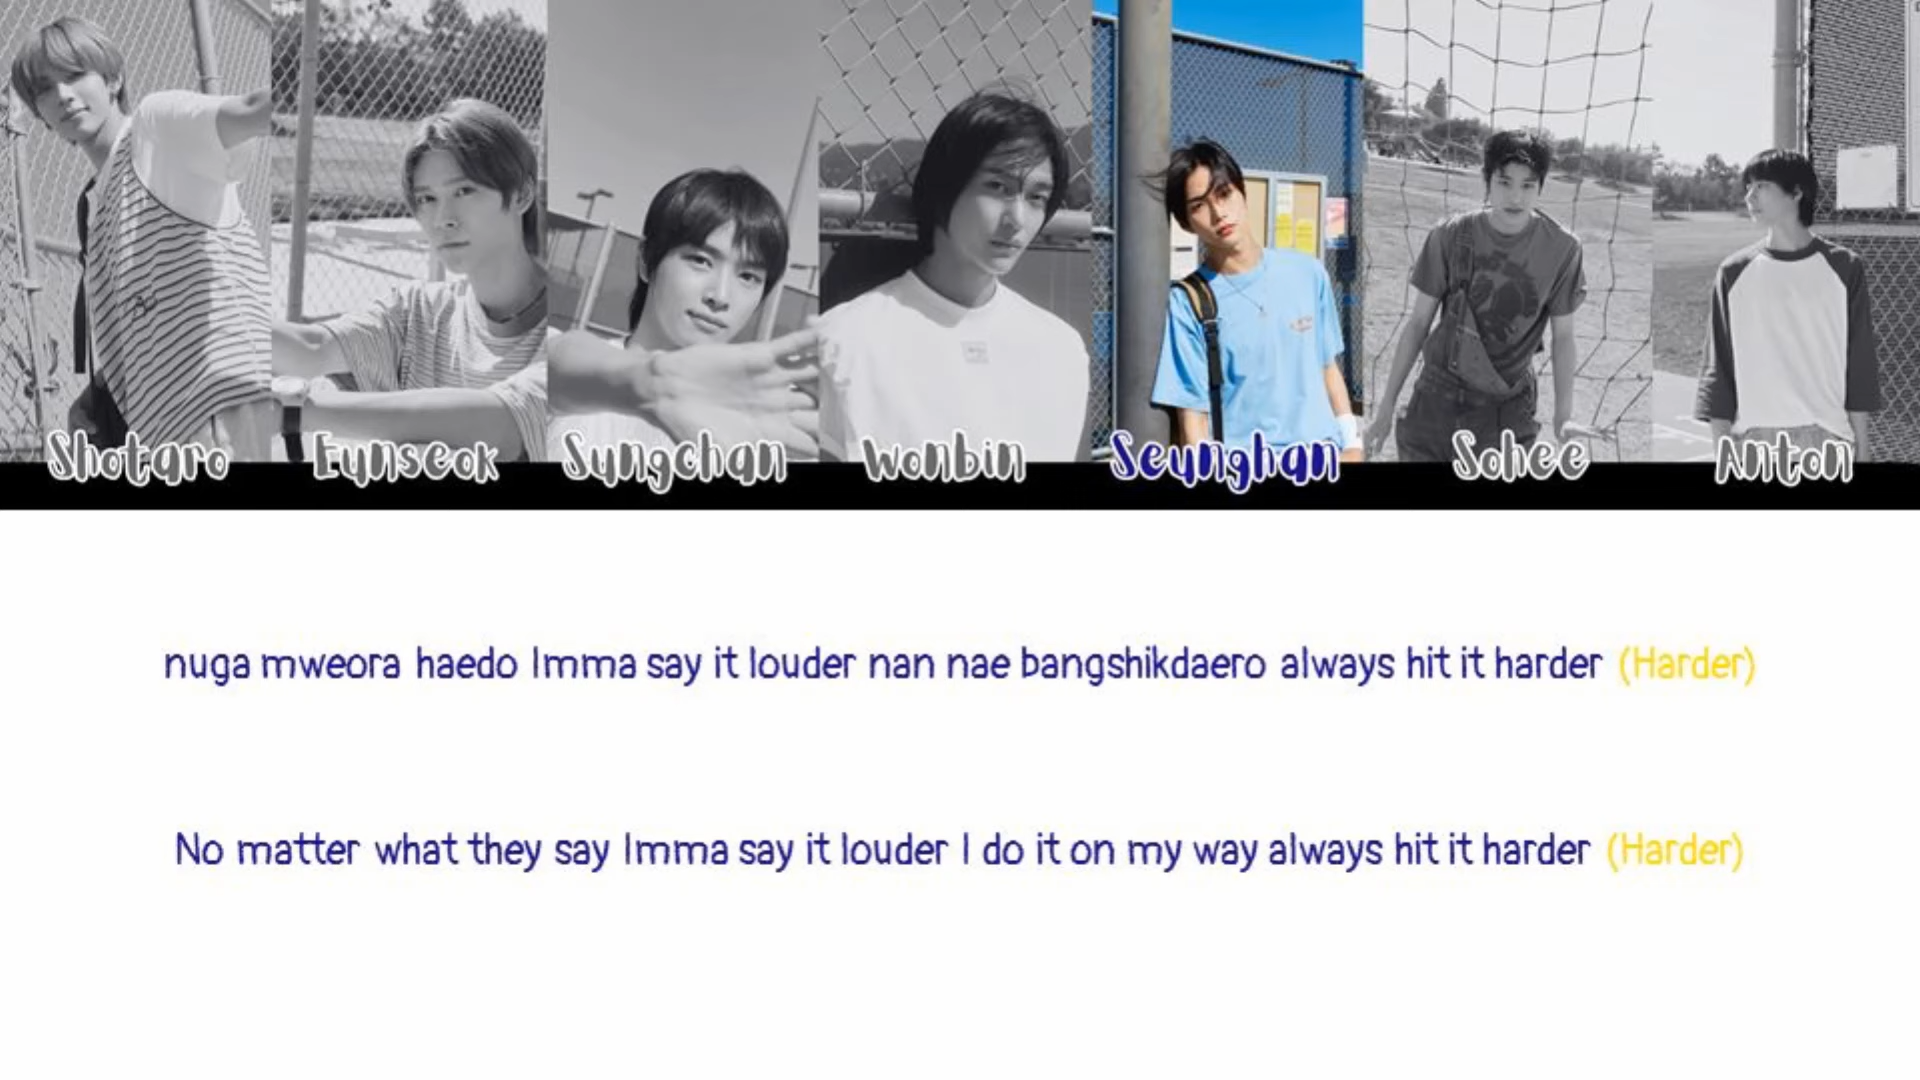 Shotaro Eunseok Sungchan Wonbin Seunghan Sohee Anton
nuga mweora haedo Imma say it louder nan nae bangshikdaero always hit it harder (Harder)
No matter what they say Imma say it louder I do it on my way always hit it harder (Harder)